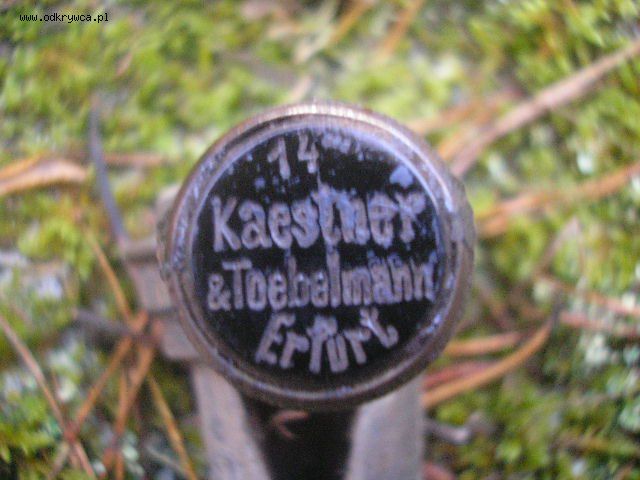 www.odkrywca.pl
14
Kaestner
& Toebelmann
Erfurt